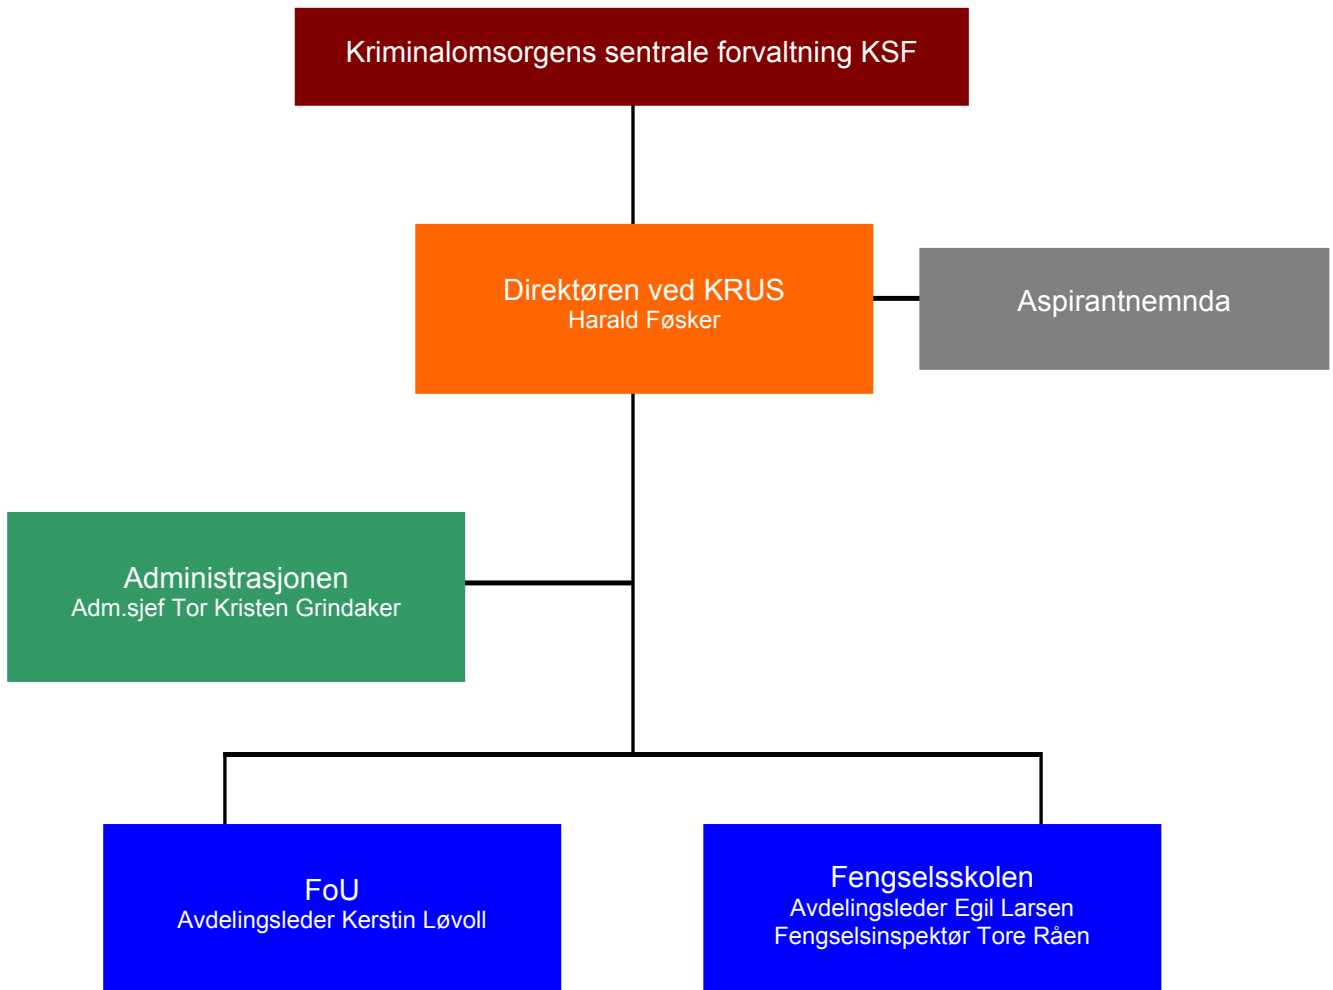 Kriminalomsorgens sentrale forvaltning KSF
Direktøren ved KRUS
Harald Føsker
Aspirantnemnda
Administrasjonen
Adm.sjef Tor Kristen Grindaker
FoU
Avdelingsleder Kerstin Løvoll
Fengselsskolen
Avdelingsleder Egil Larsen
Fengselsinspektør Tore Råen